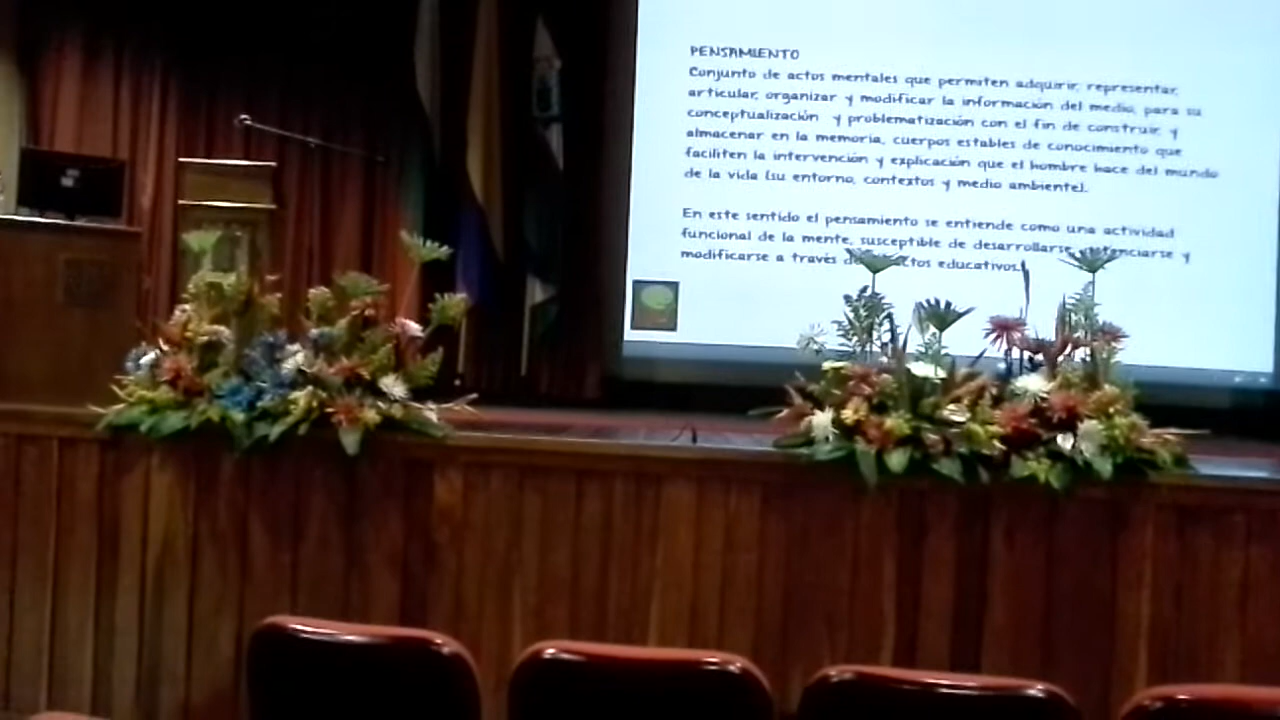 PENSAMIENTO
Conjunto de actos mentales que permiten adquirir, representar,
articular, organizar y modificar la información del medio, para su
conceptualización y problematización con el fin de construir y
almacenar en la memoria, cuerpos estables de conocimiento que
faciliten la intervención y explicación que el hombre hace del mundo
de la vida (su entorno, contextos y medio ambiente).
En este sentido el pensamiento se entiende como una actividad
funcional de la mente, susceptible de desarrollarse, y
modificarse a través educativos.